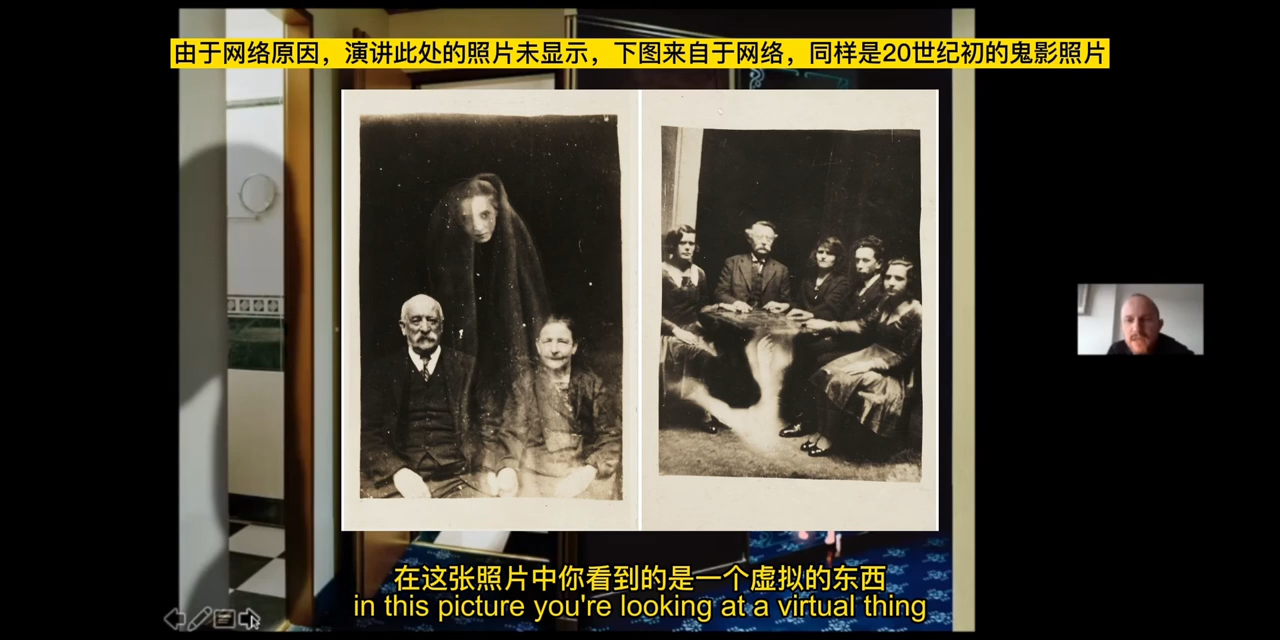 由于网络原因，演讲此处的照片未显示，下图来自于网络，同样是20世纪初的鬼影照片
在这张照片中你看到的是一个虚拟的东西
in this picture you're looking at a virtual thing